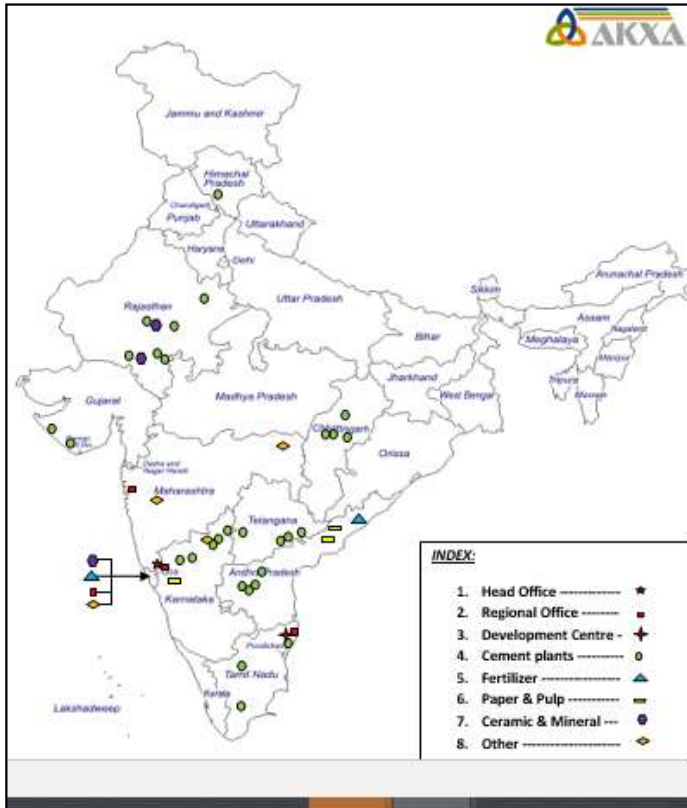 AKXA
Jammu and Kashmir
Himachal
Pradesh
Chandigarh
Punjab
Uttarakhand
Haryana
Delhi
Arunachal Pradesh
Sikkim
Rajasthan
Uttar Pradesh
Assam
Nagaland
Bihar
Meghalaya
Manipur
Jharkhand
Tripura
Mizoram
Gujarat
Madhya Pradesh
West Bengal
Chhattisgarh
Orissa
Dadra and
Nagar Haveli
Maharashtra
Telangana
Andhra Pradesh
Karnataka
Pondicherry
Tamil Nadu
Kerala
Lakshadweep
INDEX:
1. Head Office -------------
2. Regional Office --------
3. Development Centre -
4. Cement plants ---------
5. Fertilizer ----------------
6. Paper & Pulp -----------
7. Ceramic & Mineral ---
8. Other --------------------